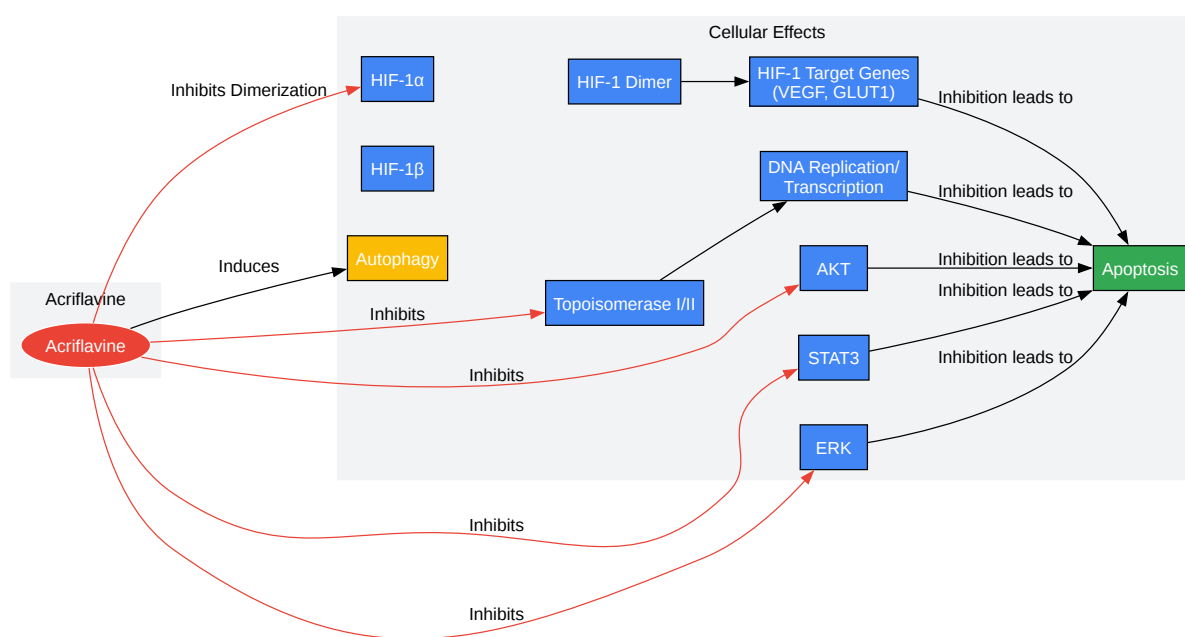 Cellular Effects
Inhibits Dimerization
HIF-1α
HIF-1 Dimer
HIF-1 Target Genes
(VEGF, GLUT1)
Inhibition leads to
HIF-1β
DNA Replication/
Transcription
Inhibition leads to
Induces
Autophagy
AKT
Inhibition leads to
Apoptosis
Acriflavine
Inhibits
Topoisomerase I/II
Inhibition leads to
Acriflavine
STAT3
Inhibition leads to
Inhibits
ERK
Inhibits
Inhibits